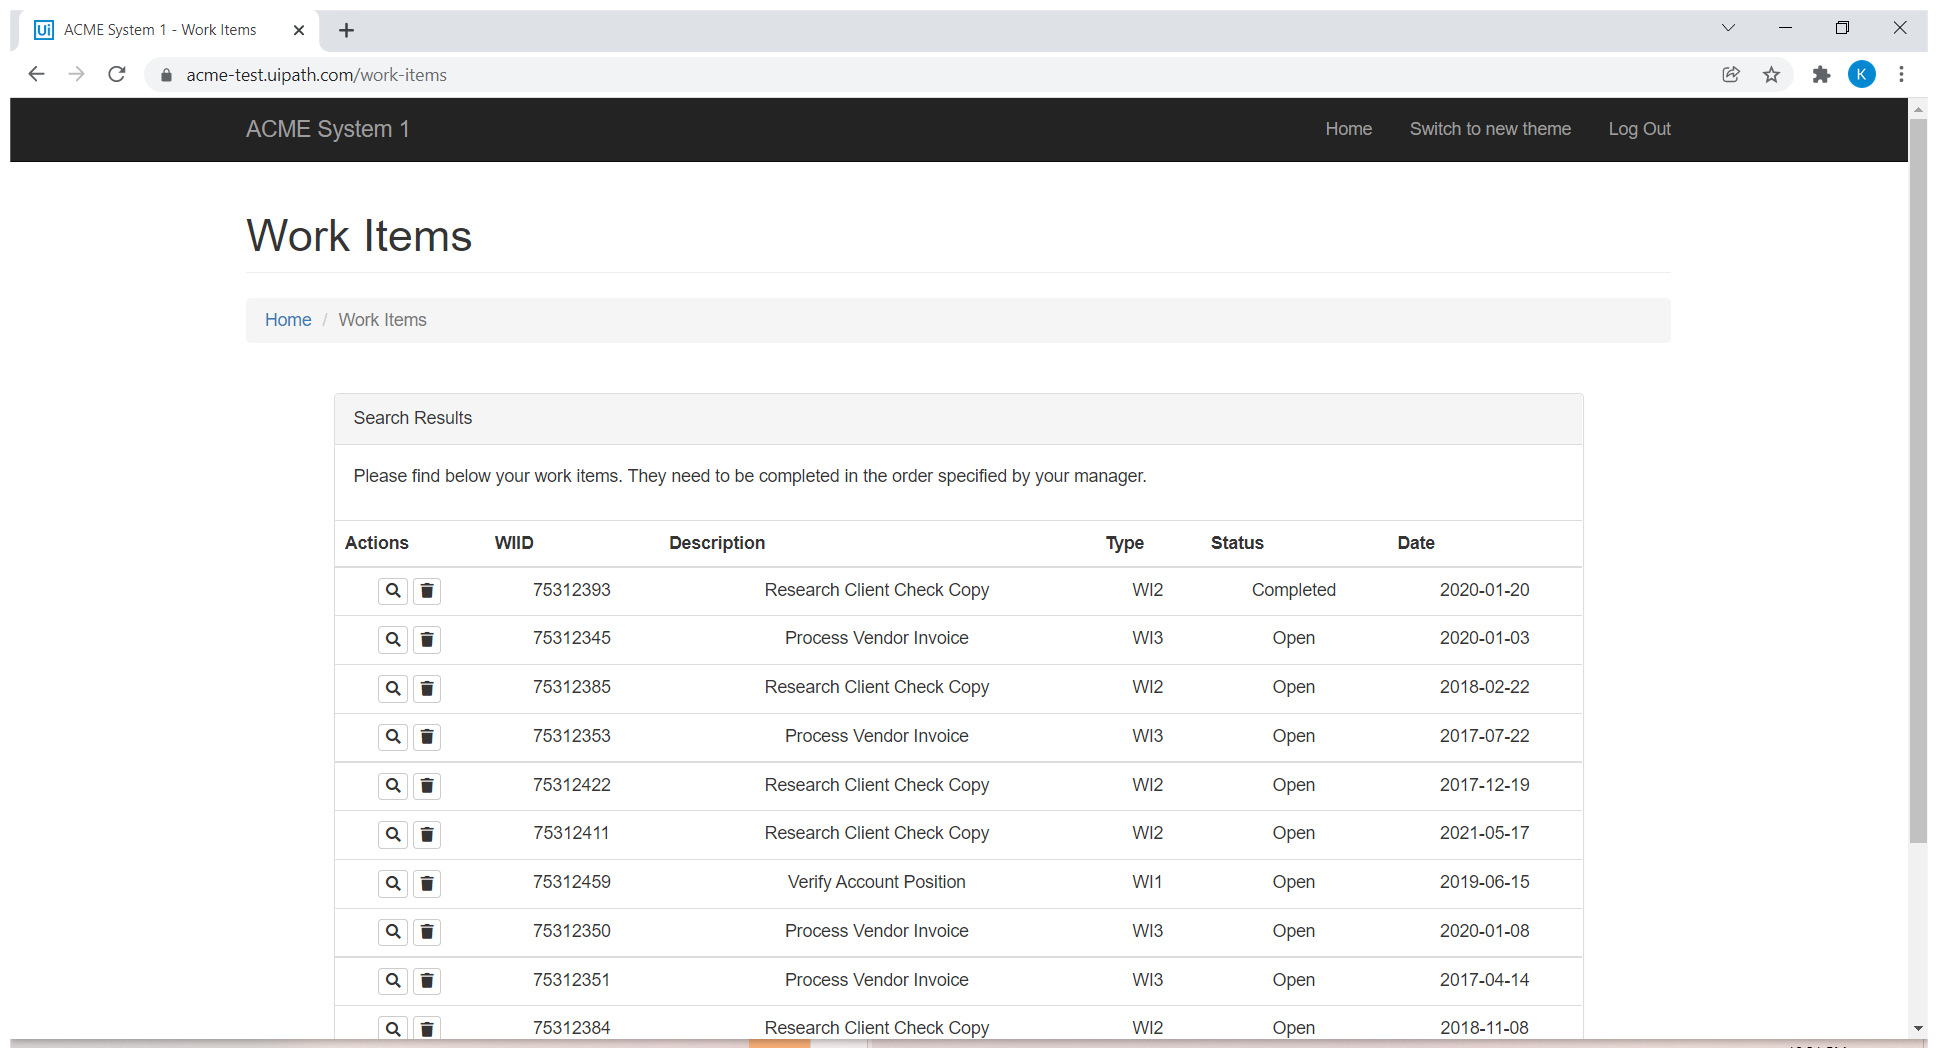 Ui ACME System 1 - Work Items
acme-test.uipath.com/work-items
K
ACME System 1 Home Switch to new theme Log Out
Work Items
Home / Work Items
Search Results
Please find below your work items. They need to be completed in the order specified by your manager.
Actions WIID Description Type Status Date
75312393 Research Client Check Copy WI2 Completed 2020-01-20
75312345 Process Vendor Invoice WI3 Open 2020-01-03
75312385 Research Client Check Copy WI2 Open 2018-02-22
75312353 Process Vendor Invoice WI3 Open 2017-07-22
75312422 Research Client Check Copy WI2 Open 2017-12-19
75312411 Research Client Check Copy WI2 Open 2021-05-17
75312459 Verify Account Position WI1 Open 2019-06-15
75312350 Process Vendor Invoice WI3 Open 2020-01-08
75312351 Process Vendor Invoice WI3 Open 2017-04-14
75312384 Research Client Check Copy WI2 Open 2018-11-08